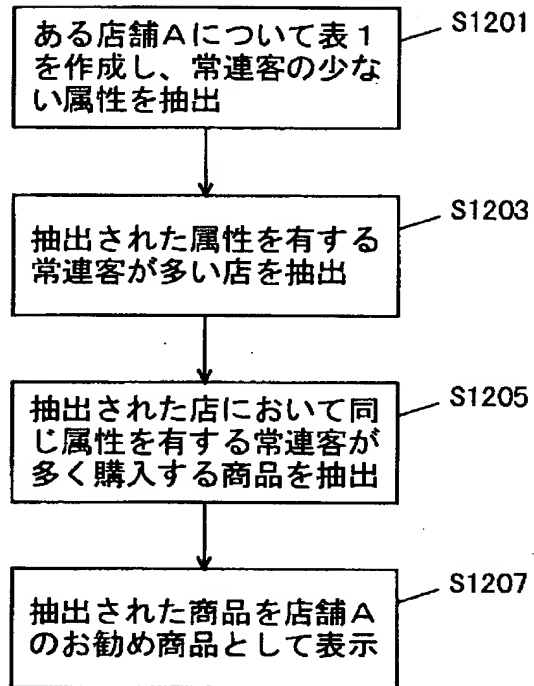 ある店舗Aについて表1
を作成し、常連客の少な
い属性を抽出
S1201
抽出された属性を有する
常連客が多い店を抽出
S1203
抽出された店において同
じ属性を有する常連客が
多く購入する商品を抽出
S1205
抽出された商品を店舗A
のお勧め商品として表示
S1207